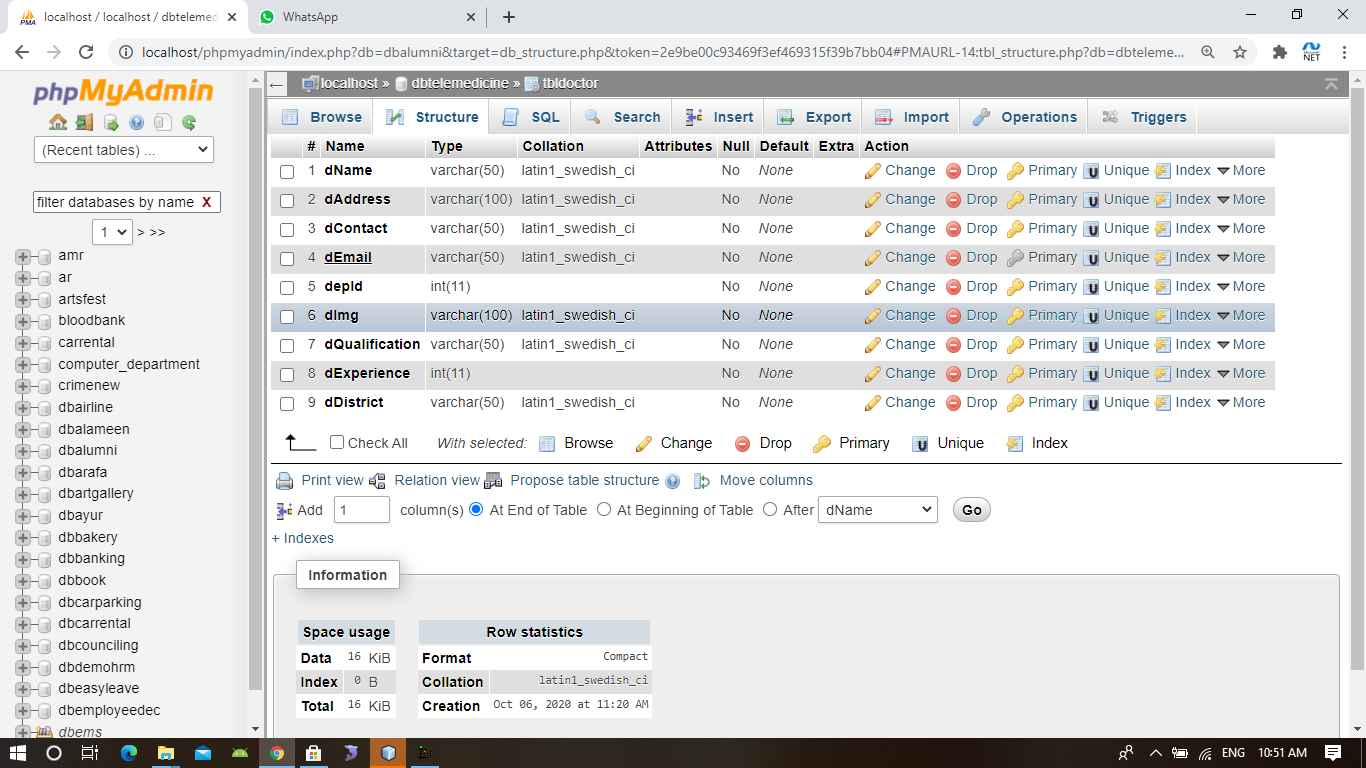 localhost / localhost / dbtelemed
WhatsApp
localhost/phpmyadmin/index.php?db=dbalumni&target=db_structure.php&token=2e9be00c93469f3ef469315f39b7bb04#PMAURL-14:tbl_structure.php?db=dbteleme...
NET
phpMyAdmin
(Recent tables) ...
filter databases by name X
1 > >>
amr
ar
artsfest
bloodbank
carrental
computer_department
crimenew
dbairline
dbalameen
dbalumni
dbarafa
dbartgallery
dbayur
dbbakery
dbbanking
dbbook
dbcarparking
dbcarrental
dbcounciling
dbdemohrm
dbeasyleave
dbemployeedec
dbems
localhost » dbtelemedicine » tbldoctor
Browse Structure SQL Search Insert Export Import Operations Triggers
# Name Type Collation Attributes Null Default Extra Action
1 dName varchar(50) latin1_swedish_ci No None Change Drop Primary Unique Index More
2 dAddress varchar(100) latin1_swedish_ci No None Change Drop Primary Unique Index More
3 dContact varchar(50) latin1_swedish_ci No None Change Drop Primary Unique Index More
4 dEmail varchar(50) latin1_swedish_ci No None Change Drop Primary Unique Index More
5 depId int(11) No None Change Drop Primary Unique Index More
6 dImg varchar(100) latin1_swedish_ci No None Change Drop Primary Unique Index More
7 dQualification varchar(50) latin1_swedish_ci No None Change Drop Primary Unique Index More
8 dExperience int(11) No None Change Drop Primary Unique Index More
9 dDistrict varchar(50) latin1_swedish_ci No None Change Drop Primary Unique Index More
Check All With selected: Browse Change Drop Primary Unique Index
Print view Relation view Propose table structure Move columns
Add 1 column(s) At End of Table At Beginning of Table After dName Go
+ Indexes
Information
Space usage
Data 16 KiB
Index 0 B
Total 16 KiB
Row statistics
Format Compact
Collation latin1_swedish_ci
Creation Oct 06, 2020 at 11:20 AM
ENG 10:51 AM